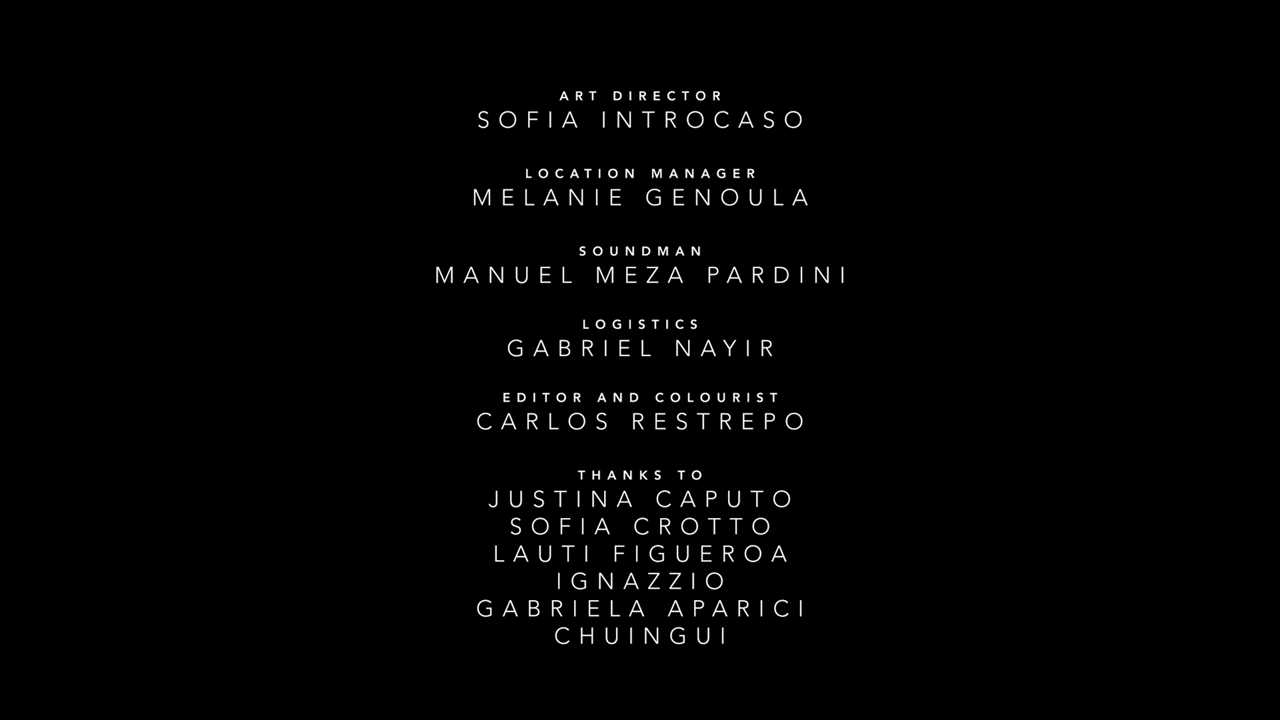 ART DIRECTOR
SOFIA INTROCASO
LOCATION MANAGER
MELANIE GENOULA
SOUNDMAN
MANUEL MEZA PARDINI
LOGISTICS
GABRIEL NAYIR
EDITOR AND COLOURIST
CARLOS RESTREPO
THANKS TO
JUSTINA CAPUTO
SOFIA CROTTO
LAUTI FIGUEROA
IGNAZZIO
GABRIELA APARICI
CHUINGUI